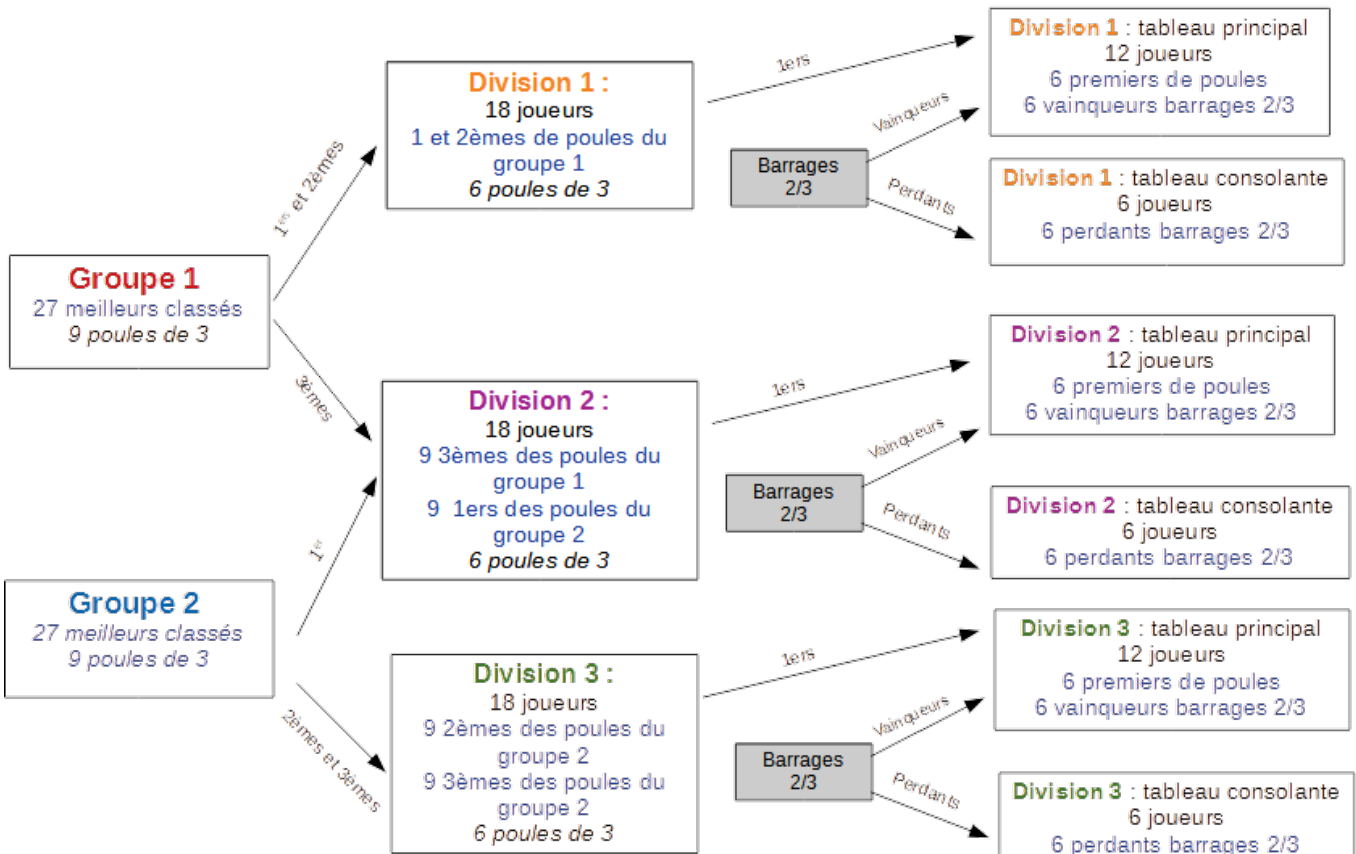 Groupe 1
27 meilleurs classés
9 poules de 3
Groupe 2
27 meilleurs classés
9 poules de 3
1ers et 2èmes
3èmes
1er
2èmes et 3èmes
Division 1 :
18 joueurs
1 et 2èmes de poules du
groupe 1
6 poules de 3
Division 2 :
18 joueurs
9 3èmes des poules du
groupe 1
9 1ers des poules du
groupe 2
6 poules de 3
Division 3 :
18 joueurs
9 2èmes des poules du
groupe 2
9 3èmes des poules du
groupe 2
6 poules de 3
1ers
Barrages
2/3
Vainqueurs
Perdants
Division 1 : tableau principal
12 joueurs
6 premiers de poules
6 vainqueurs barrages 2/3
Division 1 : tableau consolante
6 joueurs
6 perdants barrages 2/3
1ers
Barrages
2/3
Vainqueurs
Perdants
Division 2 : tableau principal
12 joueurs
6 premiers de poules
6 vainqueurs barrages 2/3
Division 2 : tableau consolante
6 joueurs
6 perdants barrages 2/3
1ers
Barrages
2/3
Vainqueurs
Perdants
Division 3 : tableau principal
12 joueurs
6 premiers de poules
6 vainqueurs barrages 2/3
Division 3 : tableau consolante
6 joueurs
6 perdants barrages 2/3